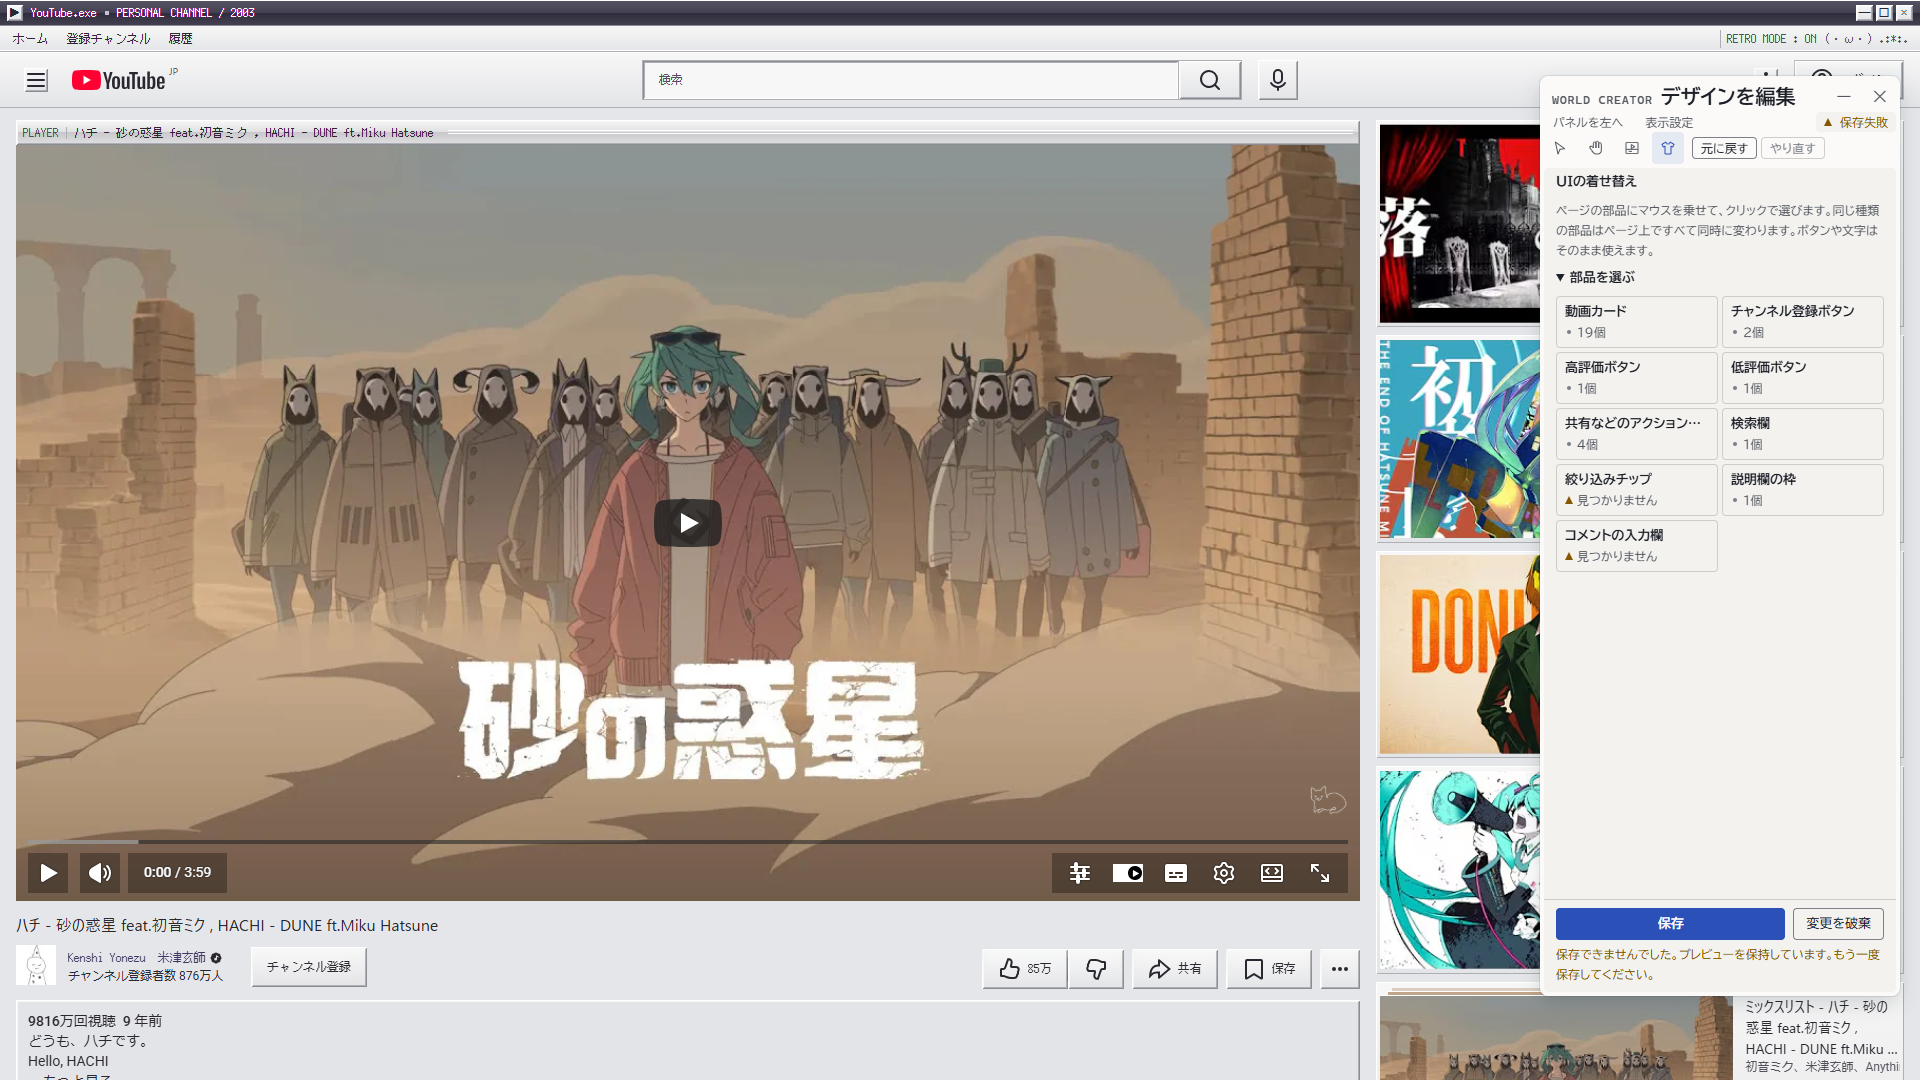 YouTube.exe ▪ PERSONAL CHANNEL / 2003
ホーム 登録チャンネル 履歴
RETRO MODE : ON (・ω・) .:*:.
YouTube JP
検索
PLAYER ハチ - 砂の惑星 feat.初音ミク , HACHI - DUNE ft.Miku Hatsune
砂の惑星
0:00 / 3:59
ハチ - 砂の惑星 feat.初音ミク , HACHI - DUNE ft.Miku Hatsune
Kenshi Yonezu 米津玄師
チャンネル登録者数 876万人
チャンネル登録
85万
共有
保存
9816万回視聴 9 年前
どうも、ハチです。
Hello, HACHI
落
THE END OF HATSUNE MI
初
DON
WORLD CREATOR デザインを編集
パネルを左へ 表示設定
▲ 保存失敗
元に戻す やり直す
UIの着せ替え
ページの部品にマウスを乗せて、クリックで選びます。同じ種類
の部品はページ上ですべて同時に変わります。ボタンや文字は
そのまま使えます。
▼ 部品を選ぶ
動画カード
• 19個
チャンネル登録ボタン
• 2個
高評価ボタン
• 1個
低評価ボタン
• 1個
共有などのアクション…
• 4個
検索欄
• 1個
絞り込みチップ
▲ 見つかりません
説明欄の枠
• 1個
コメントの入力欄
▲ 見つかりません
保存 変更を破棄
保存できませんでした。プレビューを保持しています。もう一度
保存してください。
ミックスリスト - ハチ - 砂の
惑星 feat.初音ミク ,
HACHI - DUNE ft.Miku ...
初音ミク、米津玄師、Anythi